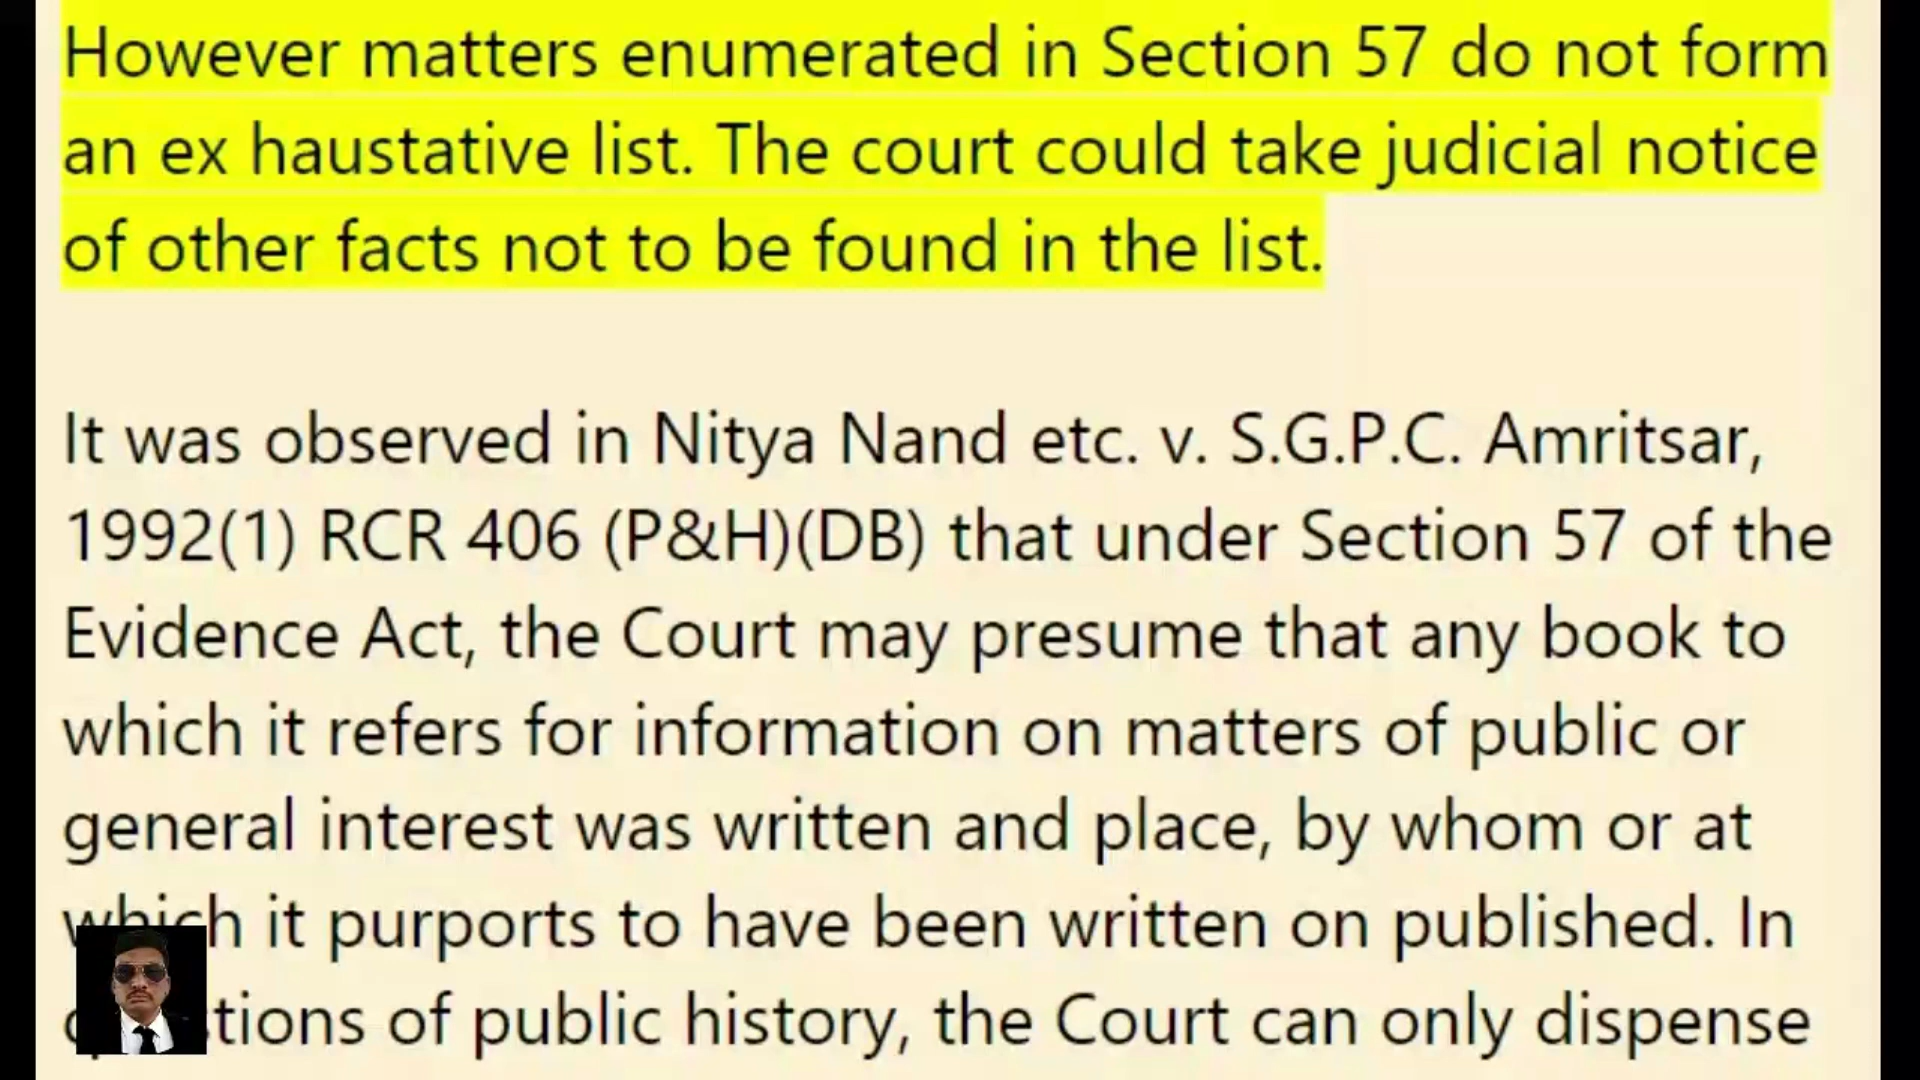 However matters enumerated in Section 57 do not form
an ex haustative list. The court could take judicial notice
of other facts not to be found in the list.
It was observed in Nitya Nand etc. v. S.G.P.C. Amritsar,
1992(1) RCR 406 (P&H)(DB) that under Section 57 of the
Evidence Act, the Court may presume that any book to
which it refers for information on matters of public or
general interest was written and place, by whom or at
which it purports to have been written on published. In
of public history, the Court can only dispense